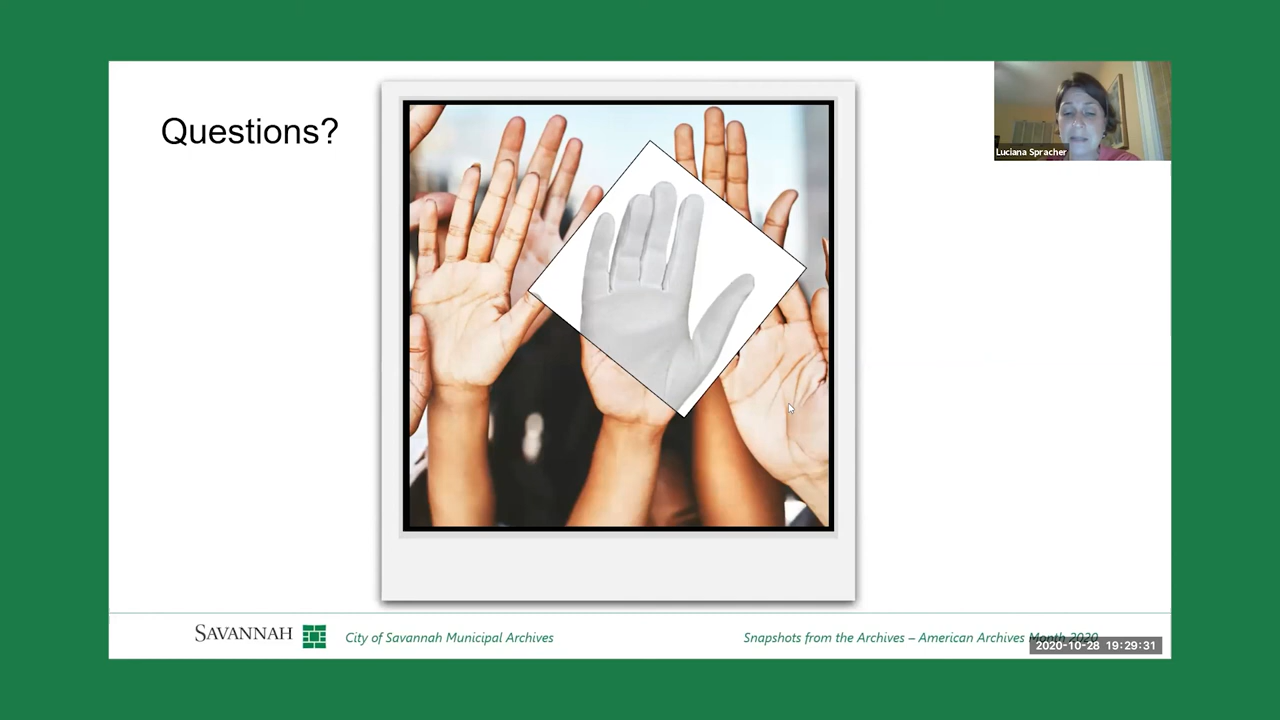 Questions?
Luciana Spracher
SAVANNAH
City of Savannah Municipal Archives
Snapshots from the Archives – American Archives Month 2020
2020-10-28 19:29:31